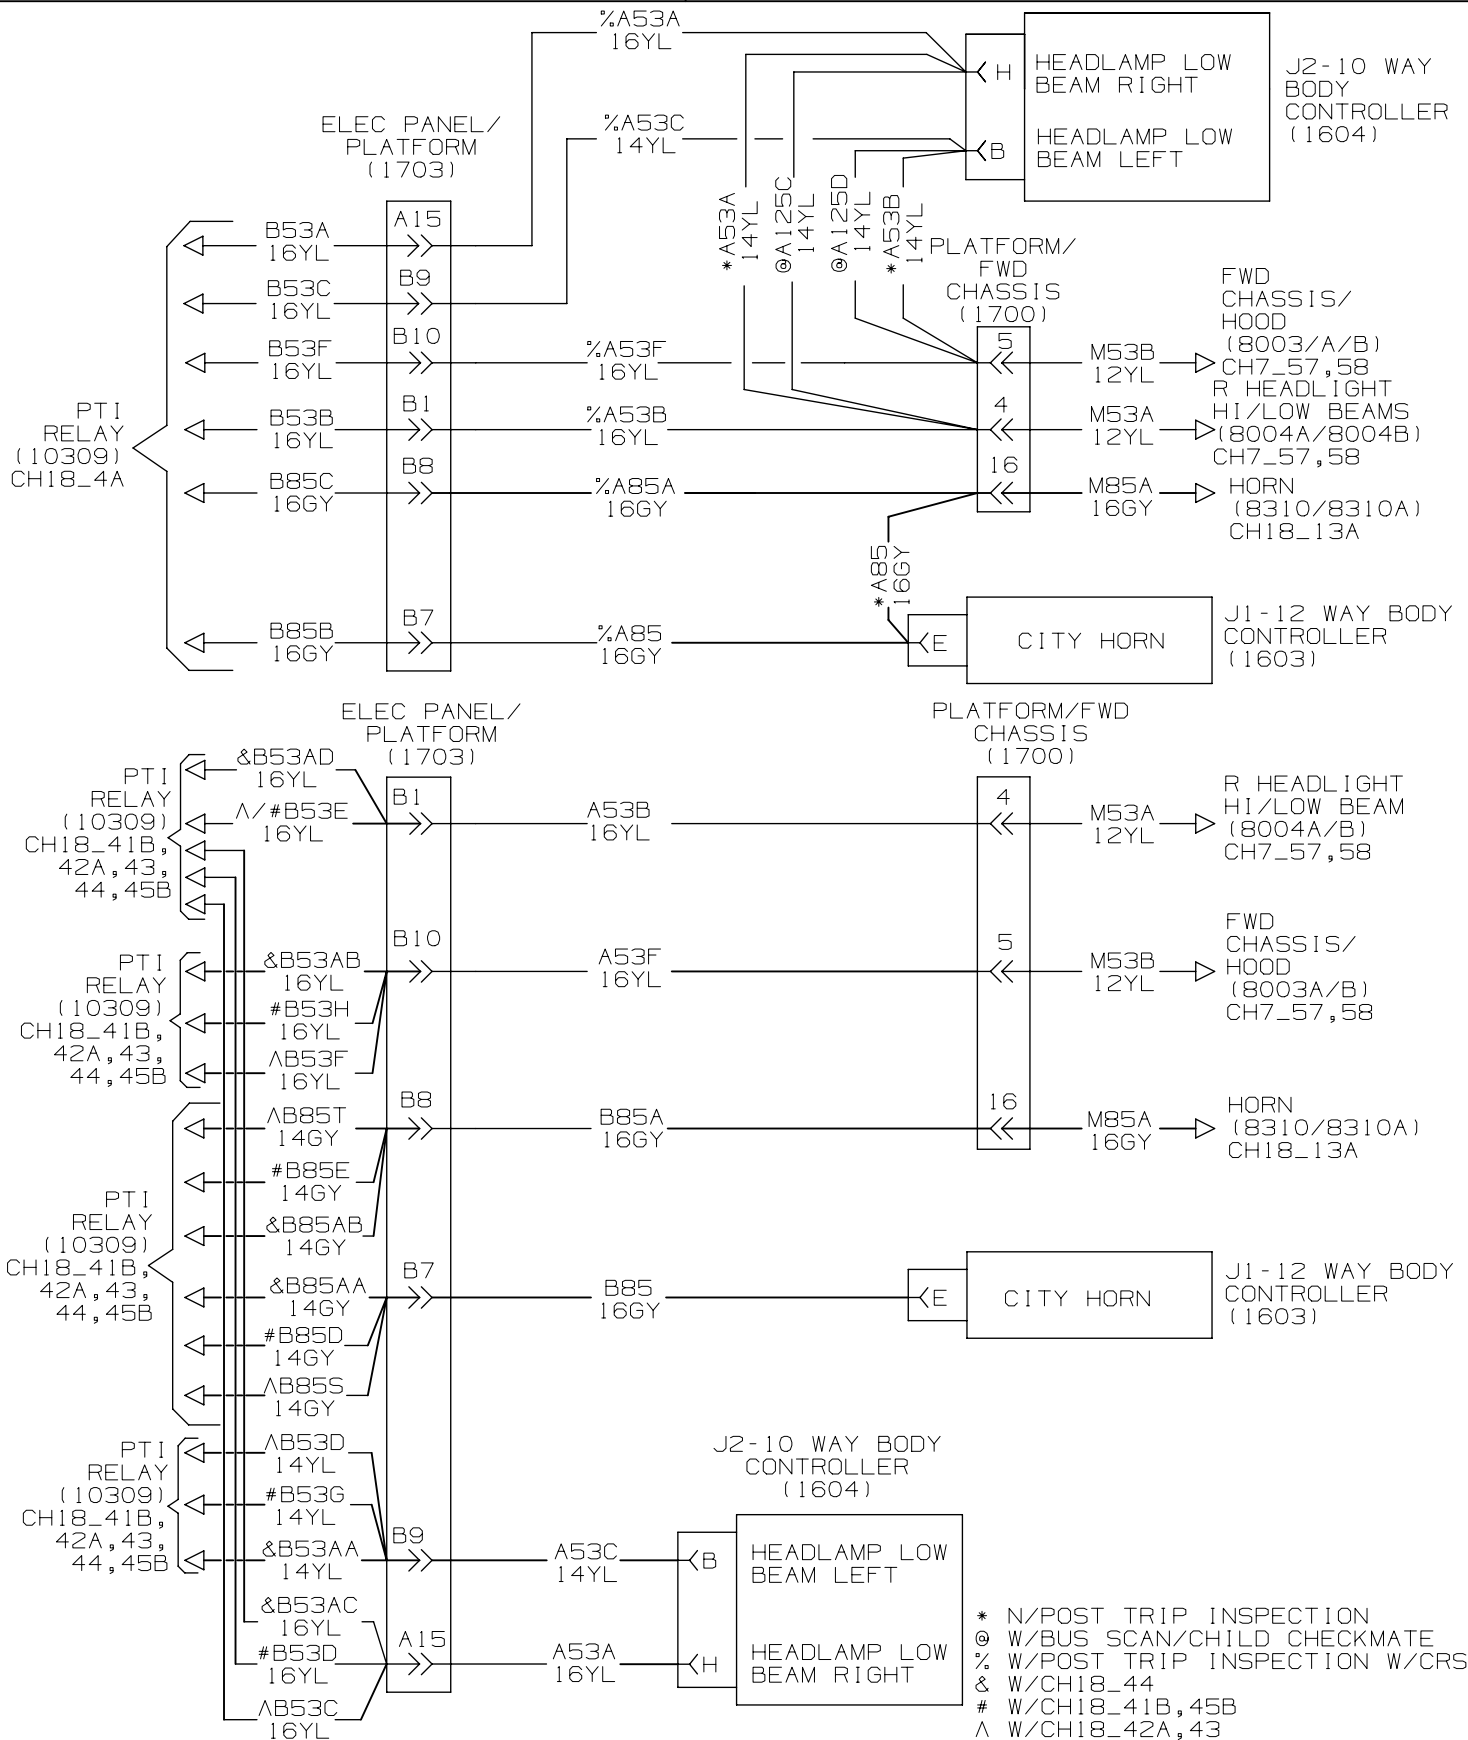 %A53A
16YL
H
HEADLAMP LOW
BEAM RIGHT
J2-10 WAY
BODY
CONTROLLER
(1604)
ELEC PANEL/
PLATFORM
(1703)
%A53C
14YL
B
HEADLAMP LOW
BEAM LEFT
*A53A
14YL
@A125C
14YL
@A125D
14YL
*A53B
14YL
PLATFORM/
FWD
CHASSIS
(1700)
PTI
RELAY
(10309)
CH18_4A
B53A
16YL
A15
B53C
16YL
B9
B53F
16YL
B10
%A53F
16YL
5
M53B
12YL
FWD
CHASSIS/
HOOD
(8003/A/B)
CH7_57,58
B53B
16YL
B1
%A53B
16YL
4
M53A
12YL
R HEADLIGHT
HI/LOW BEAMS
(8004A/8004B)
CH7_57,58
B85C
16GY
B8
%A85A
16GY
16
M85A
16GY
HORN
(8310/8310A)
CH18_13A
*A85
16GY
B85B
16GY
B7
%A85
16GY
E
CITY HORN
J1-12 WAY BODY
CONTROLLER
(1603)
ELEC PANEL/
PLATFORM
(1703)
PLATFORM/FWD
CHASSIS
(1700)
PTI
RELAY
(10309)
CH18_41B,
42A,43,
44,45B
&B53AD
16YL
Λ/#B53E
16YL
B1
A53B
16YL
4
M53A
12YL
R HEADLIGHT
HI/LOW BEAM
(8004A/B)
CH7_57,58
PTI
RELAY
(10309)
CH18_41B,
42A,43,
44,45B
&B53AB
16YL
#B53H
16YL
ΛB53F
16YL
B10
A53F
16YL
5
M53B
12YL
FWD
CHASSIS/
HOOD
(8003A/B)
CH7_57,58
PTI
RELAY
(10309)
CH18_41B,
42A,43,
44,45B
ΛB85T
14GY
#B85E
14GY
&B85AB
14GY
B8
B85A
16GY
16
M85A
16GY
HORN
(8310/8310A)
CH18_13A
&B85AA
14GY
#B85D
14GY
ΛB85S
14GY
B7
B85
16GY
E
CITY HORN
J1-12 WAY BODY
CONTROLLER
(1603)
PTI
RELAY
(10309)
CH18_41B,
42A,43,
44,45B
ΛB53D
14YL
#B53G
14YL
&B53AA
14YL
B9
A53C
14YL
J2-10 WAY BODY
CONTROLLER
(1604)
B
HEADLAMP LOW
BEAM LEFT
&B53AC
16YL
#B53D
16YL
ΛB53C
16YL
A15
A53A
16YL
H
HEADLAMP LOW
BEAM RIGHT
* N/POST TRIP INSPECTION
@ W/BUS SCAN/CHILD CHECKMATE
% W/POST TRIP INSPECTION W/CRS
& W/CH18_44
# W/CH18_41B,45B
Λ W/CH18_42A,43